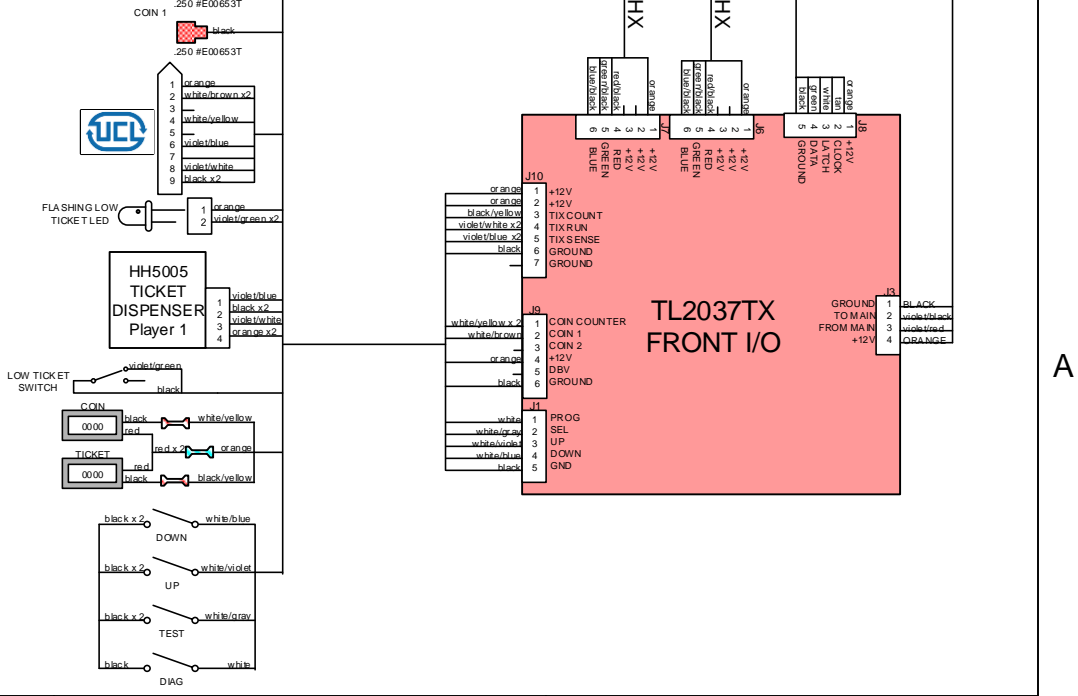 .250 #E00653T
COIN 1
black
.250 #E00653T
HX
HX
1 orange
2 white/brown x2
3
4 white/yellow
5
6 violet/blue
7
8 violet/white
9 black x2
UCL
FLASHING LOW
TICKET LED
1 orange
2 violet/green x2
HH5005
TICKET
DISPENSER
Player 1
1 violet/blue
2 black x2
3 violet/white
4 orange x2
LOW TICKET
SWITCH
violet/green
black
COIN
0000
black
red
white/yellow
red x 2
orange
TICKET
0000
red
black
black/yellow
black x 2
white/blue
DOWN
black x 2
white/violet
UP
black x 2
white/gray
TEST
black
white
DIAG
blue/black
green/black
red/black
orange
6 5 4 3 2 1
J7
BLUE
GREEN
RED
+12V
+12V
+12V
blue/black
green/black
red/black
orange
6 5 4 3 2 1
J6
BLUE
GREEN
RED
+12V
+12V
+12V
black
green
white
tan
orange
5 4 3 2 1
J8
GROUND
DATA
LATCH
CLOCK
+12V
J10
orange 1 +12V
orange 2 +12V
black/yellow 3 TIX COUNT
violet/white x2 4 TIX RUN
violet/blue x2 5 TIX SENSE
black 6 GROUND
7 GROUND
J9
white/yellow x 2 1 COIN COUNTER
white/brown 2 COIN 1
3 COIN 2
orange 4 +12V
5 DBV
black 6 GROUND
J1
white 1 PROG
white/gray 2 SEL
white/violet 3 UP
white/blue 4 DOWN
black 5 GND
TL2037TX
FRONT I/O
J3
GROUND 1 BLACK
TO MAIN 2 violet/black
FROM MAIN 3 violet/red
+12V 4 ORANGE
A